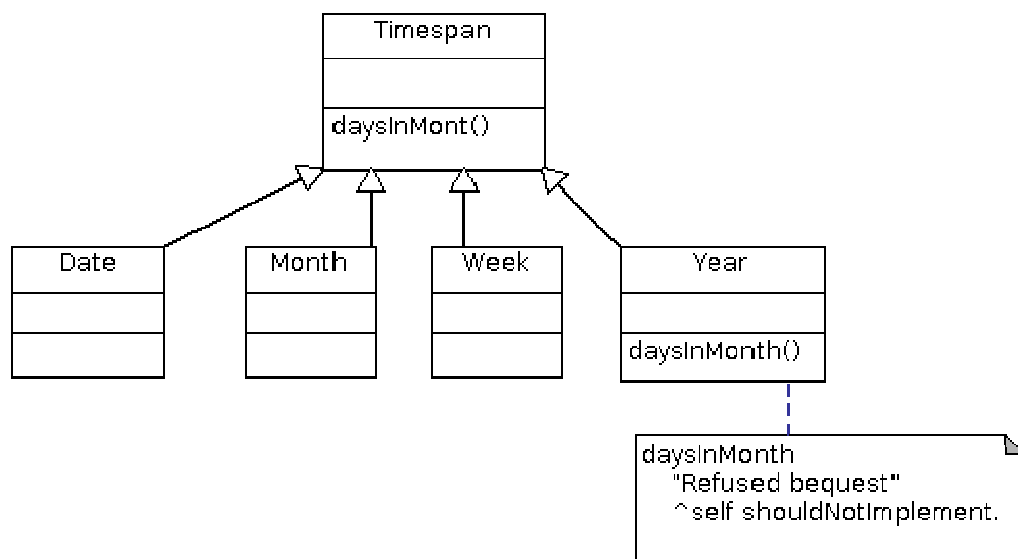 Timespan
daysInMont()
Date
Month
Week
Year
daysInMonth()
daysInMonth
"Refused bequest"
^self shouldNotImplement.